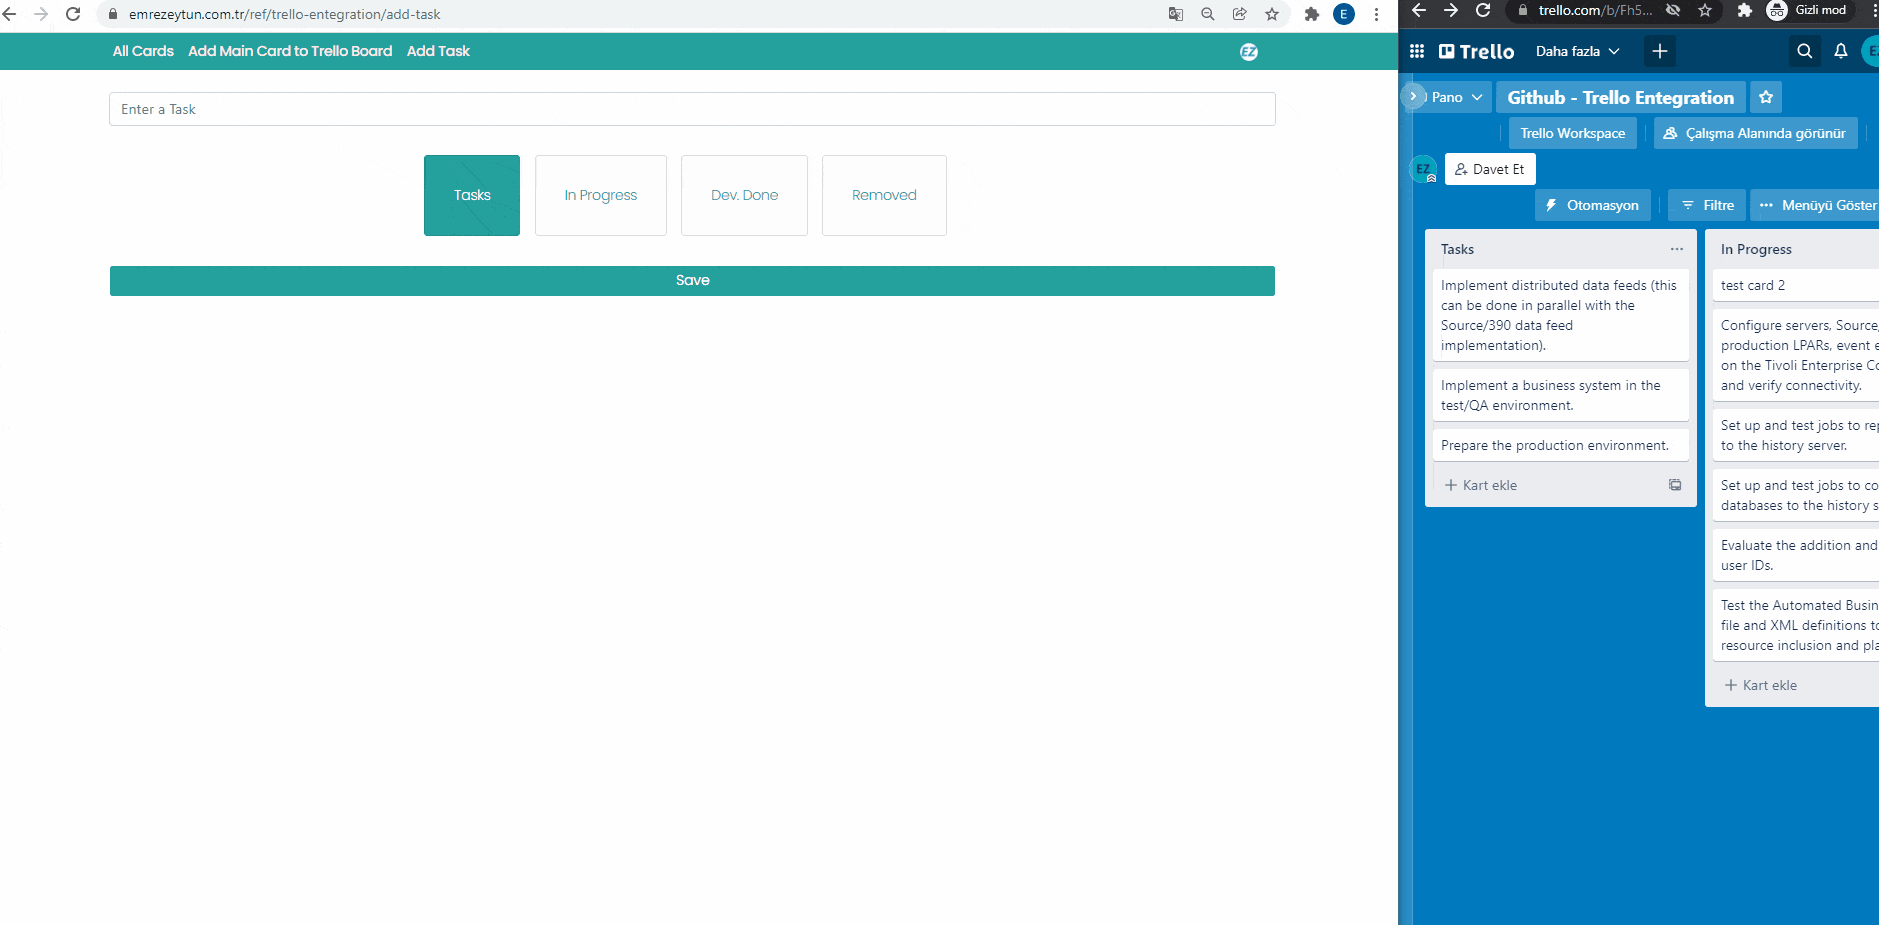 emrezeytun.com.tr/ref/trello-entegration/add-task
E
All Cards Add Main Card to Trello Board Add Task
EZ
Enter a Task
Tasks
In Progress
Dev. Done
Removed
Save
trello.com/b/Fh5...
Gizli mod
Trello
Daha fazla
Pano
Github - Trello Entegration
Trello Workspace
Çalışma Alanında görünür
EZ
Davet Et
Otomasyon
Filtre
Menüyü Göster
Tasks
Implement distributed data feeds (this
can be done in parallel with the
Source/390 data feed
implementation).
Implement a business system in the
test/QA environment.
Prepare the production environment.
Kart ekle
In Progress
test card 2
Configure servers, Source,
production LPARs, event e
on the Tivoli Enterprise Co
and verify connectivity.
Set up and test jobs to rep
to the history server.
Set up and test jobs to co
databases to the history s
Evaluate the addition and
user IDs.
Test the Automated Busin
file and XML definitions to
resource inclusion and pla
Kart ekle